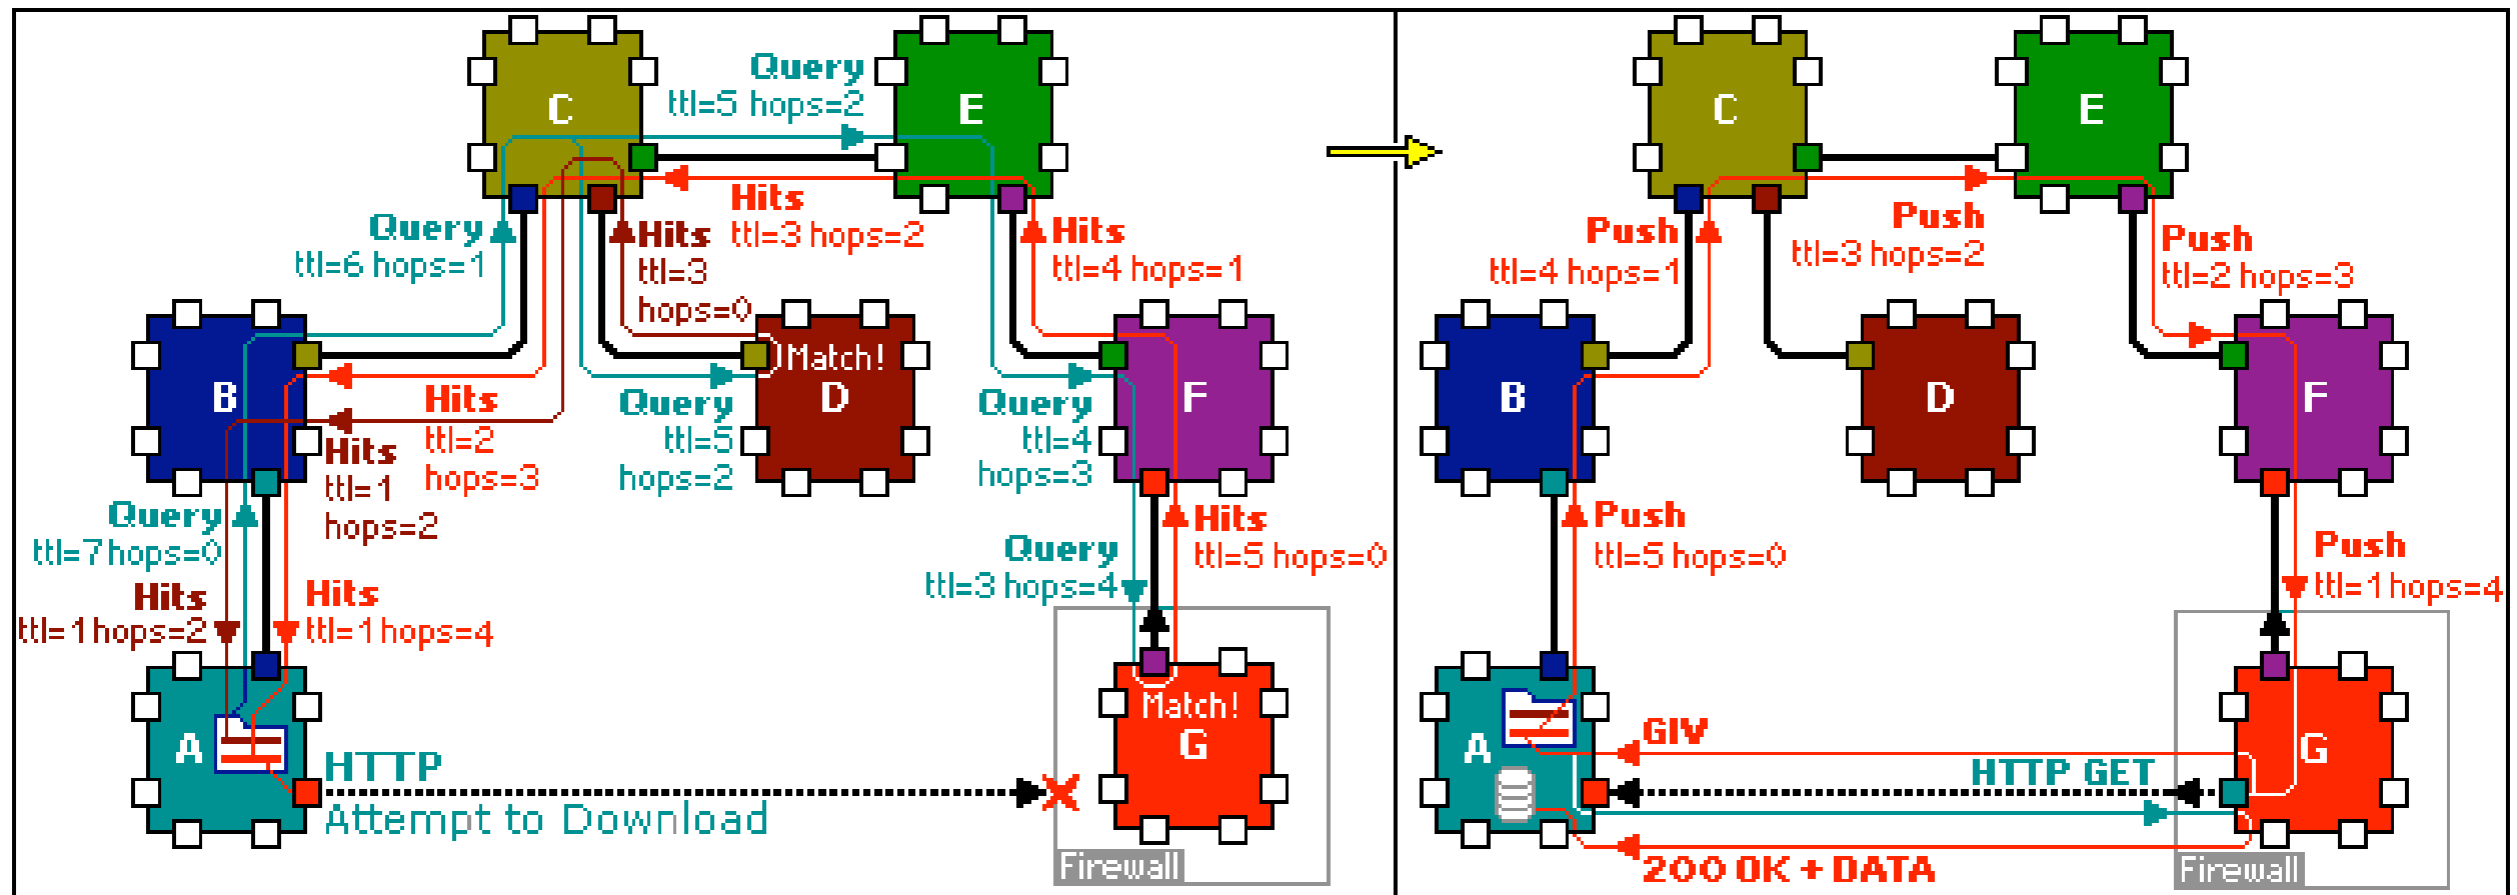 C
E
Query
ttl=5 hops=2
Hits
ttl=3 hops=2
Query
ttl=6 hops=1
Hits
ttl=3
hops=0
Hits
ttl=4 hops=1
B
Match!
D
F
Hits
ttl=2
hops=3
Query
ttl=5
hops=2
Query
ttl=4
hops=3
Hits
ttl=1
hops=2
Query
ttl=7 hops=0
Hits
ttl=5 hops=0
Query
ttl=3 hops=4
Hits
ttl=1 hops=2
Hits
ttl=1 hops=4
A
Match!
G
HTTP
Attempt to Download
Firewall
C
E
Push
ttl=4 hops=1
Push
ttl=3 hops=2
Push
ttl=2 hops=3
B
D
F
Push
ttl=5 hops=0
Push
ttl=1 hops=4
A
G
GIV
HTTP GET
200 OK + DATA
Firewall